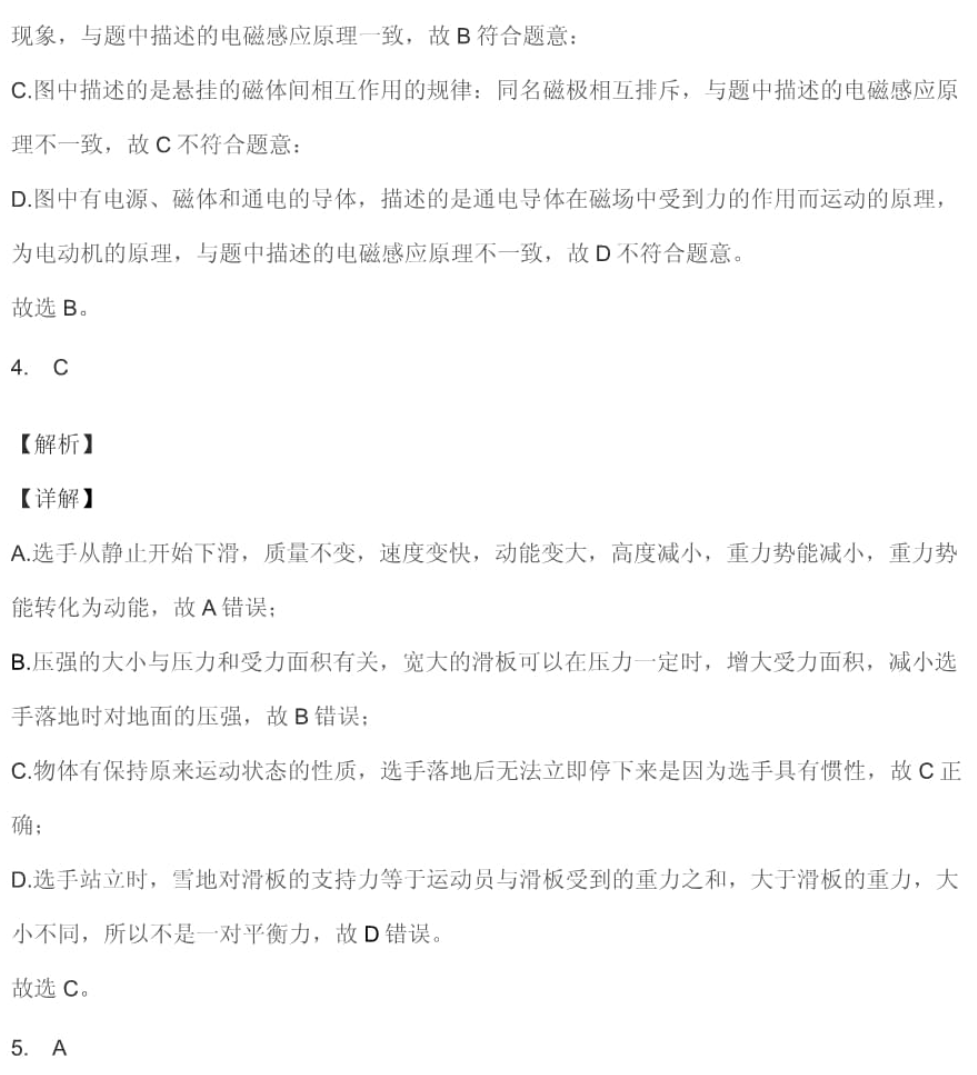 现象，与题中描述的电磁感应原理一致，故 B 符合题意；
C.图中描述的是悬挂的磁体间相互作用的规律：同名磁极相互排斥，与题中描述的电磁感应原
理不一致，故 C 不符合题意：
D.图中有电源、磁体和通电的导体，描述的是通电导体在磁场中受到力的作用而运动的原理，
为电动机的原理，与题中描述的电磁感应原理不一致，故 D 不符合题意。
故选 B。
4. C
【解析】
【详解】
A.选手从静止开始下滑，质量不变，速度变快，动能变大，高度减小，重力势能减小，重力势
能转化为动能，故 A 错误；
B.压强的大小与压力和受力面积有关，宽大的滑板可以在压力一定时，增大受力面积，减小选
手落地时对地面的压强，故 B 错误；
C.物体有保持原来运动状态的性质，选手落地后无法立即停下来是因为选手具有惯性，故 C 正
确；
D.选手站立时，雪地对滑板的支持力等于运动员与滑板受到的重力之和，大于滑板的重力，大
小不同，所以不是一对平衡力，故 D 错误。
故选 C。
5. A